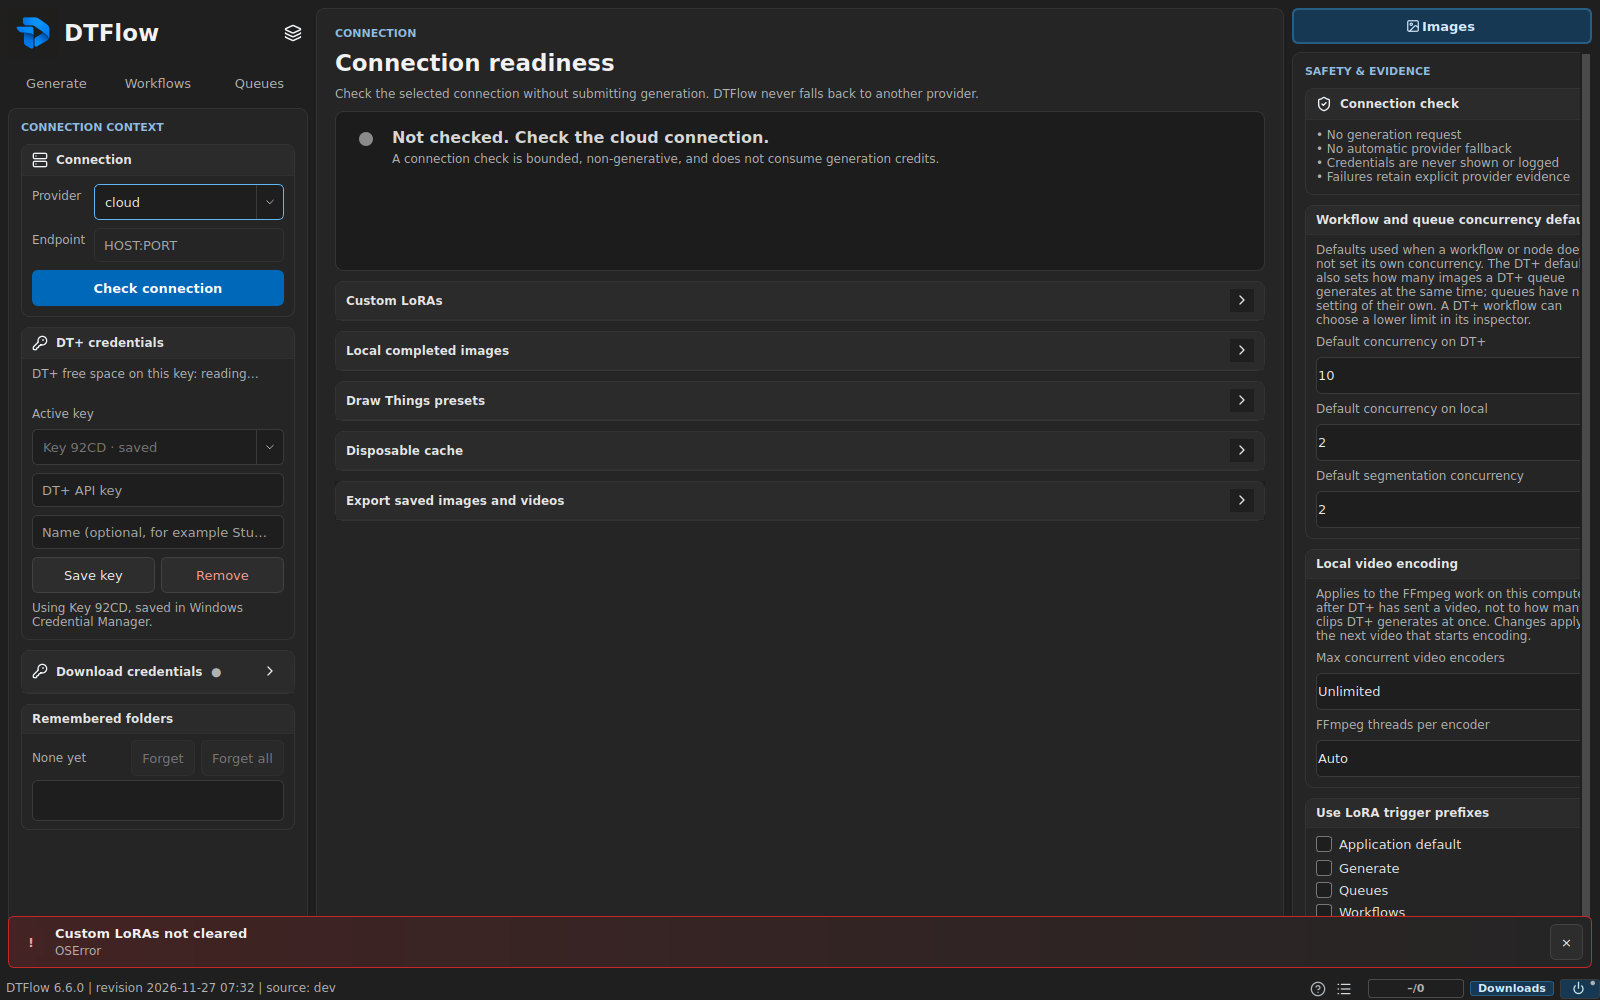 DTFlow
Generate
Workflows
Queues
CONNECTION CONTEXT
Connection
Provider
cloud
Endpoint
HOST:PORT
Check connection
DT+ credentials
DT+ free space on this key: reading...
Active key
Key 92CD · saved
DT+ API key
Name (optional, for example Stu...
Save key
Remove
Using Key 92CD, saved in Windows
Credential Manager.
Download credentials
Remembered folders
None yet
Forget
Forget all
CONNECTION
Connection readiness
Check the selected connection without submitting generation. DTFlow never falls back to another provider.
Not checked. Check the cloud connection.
A connection check is bounded, non-generative, and does not consume generation credits.
Custom LoRAs
Local completed images
Draw Things presets
Disposable cache
Export saved images and videos
Images
SAFETY & EVIDENCE
Connection check
• No generation request
• No automatic provider fallback
• Credentials are never shown or logged
• Failures retain explicit provider evidence
Workflow and queue concurrency defau
Defaults used when a workflow or node doe
not set its own concurrency. The DT+ defaul
also sets how many images a DT+ queue
generates at the same time; queues have n
setting of their own. A DT+ workflow can
choose a lower limit in its inspector.
Default concurrency on DT+
10
Default concurrency on local
2
Default segmentation concurrency
2
Local video encoding
Applies to the FFmpeg work on this compute
after DT+ has sent a video, not to how man
clips DT+ generates at once. Changes apply
the next video that starts encoding.
Max concurrent video encoders
Unlimited
FFmpeg threads per encoder
Auto
Use LoRA trigger prefixes
Application default
Generate
Queues
Workflows
!
Custom LoRAs not cleared
OSError
×
DTFlow 6.6.0 | revision 2026-11-27 07:32 | source: dev
–/0
Downloads